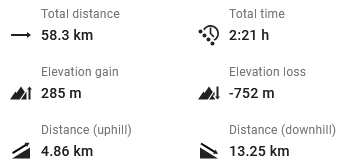 Total distance
58.3 km
Total time
2:21 h
Elevation gain
285 m
Elevation loss
-752 m
Distance (uphill)
4.86 km
Distance (downhill)
13.25 km